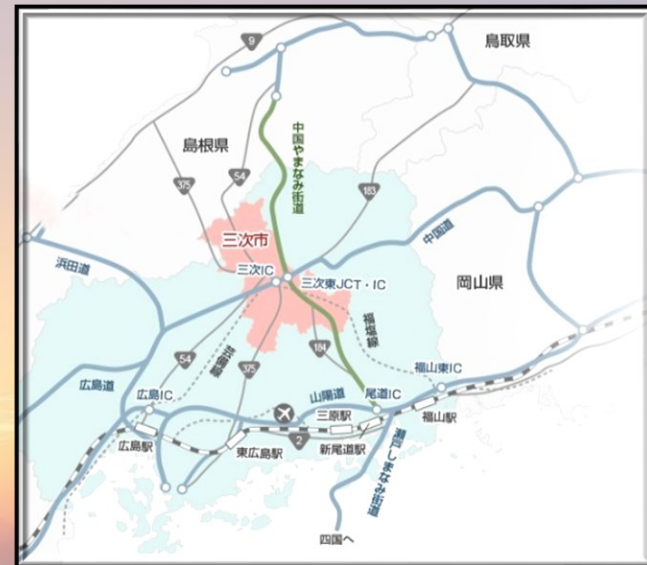 9
鳥取県
中国やまなみ街道
島根県
54
375
183
三次市
中国道
浜田道
三次IC
三次東JCT・IC
岡山県
福塩線
芸備線
184
54
375
福山東IC
広島道
広島IC
山陽道
尾道IC
三原駅
福山駅
広島駅
東広島駅
2
新尾道駅
瀬戸しまなみ街道
四国へ